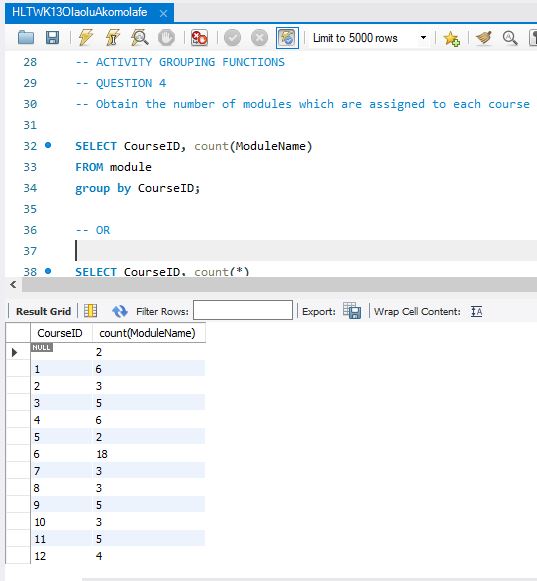 HLTWK13OlaoluAkomolafe
Limit to 5000 rows
28 -- ACTIVITY GROUPING FUNCTIONS
29 -- QUESTION 4
30 -- Obtain the number of modules which are assigned to each course
31
32 SELECT CourseID, count(ModuleName)
33 FROM module
34 group by CourseID;
35
36 -- OR
37
38 SELECT CourseID, count(*)
Result Grid Filter Rows: Export: Wrap Cell Content:
CourseID count(ModuleName)
NULL 2
1 6
2 3
3 5
4 6
5 2
6 18
7 3
8 3
9 5
10 3
11 5
12 4